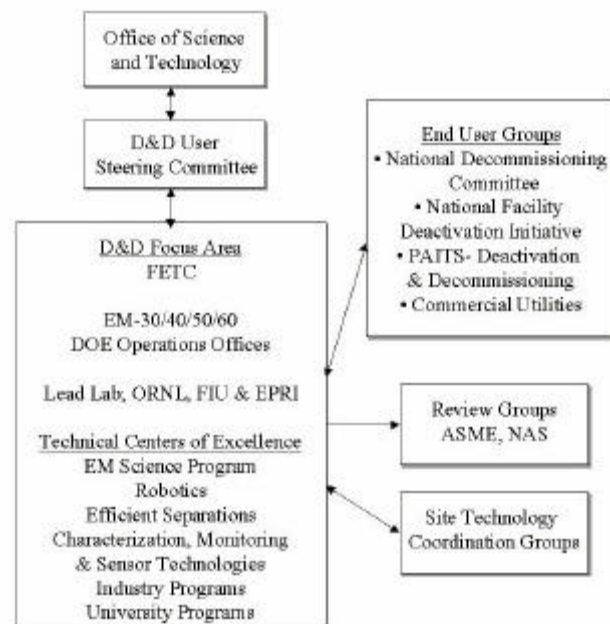 Office of Science
and Technology
D&D User
Steering Committee
D&D Focus Area
FETC
EM-30/40/50/60
DOE Operations Offices
Lead Lab, ORNL, FIU & EPRI
Technical Centers of Excellence
EM Science Program
Robotics
Efficient Separations
Characterization, Monitoring
& Sensor Technologies
Industry Programs
University Programs
End User Groups
• National Decommissioning
Committee
• National Facility
Deactivation Initiative
• PAITS- Deactivation
& Decommissioning
• Commercial Utilities
Review Groups
ASME, NAS
Site Technology
Coordination Groups